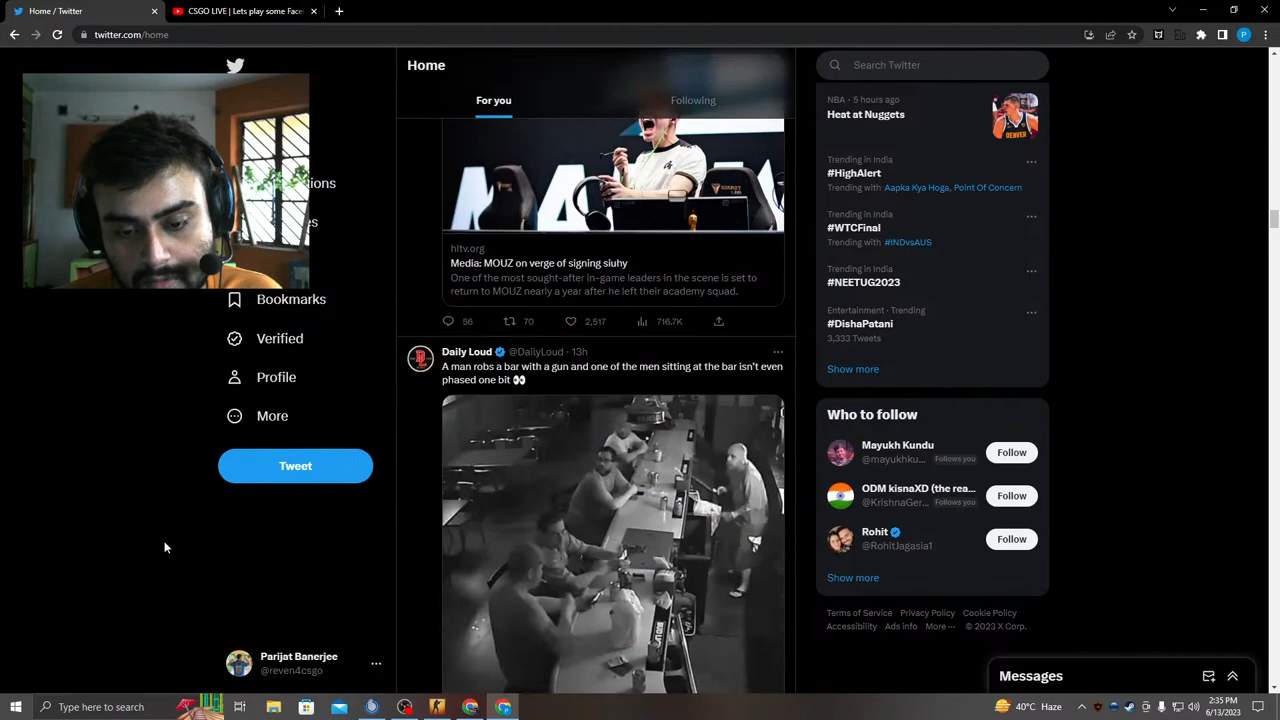 Home / Twitter
CSGO LIVE | Lets play some Face
twitter.com/home
P
Home
For you
Following
hltv.org
Media: MOUZ on verge of signing siuhy
One of the most sought-after in-game leaders in the scene is set to
return to MOUZ nearly a year after he left their academy squad.
56
70
2,517
716.7K
Daily Loud @DailyLoud · 13h
A man robs a bar with a gun and one of the men sitting at the bar isn't even
phased one bit 👀
Bookmarks
Verified
Profile
More
Tweet
Parijat Banerjee
@reven4csgo
Search Twitter
NBA · 5 hours ago
Heat at Nuggets
DENVER
Trending in India
#HighAlert
Trending with Aapka Kya Hoga, Point Of Concern
Trending in India
#WTCFinal
Trending with #INDvsAUS
Trending in India
#NEETUG2023
Entertainment · Trending
#DishaPatani
3,333 Tweets
Show more
Who to follow
Mayukh Kundu
@mayukhku... Follows you
Follow
ODM kisnaXD (the rea...
@KrishnaGer... Follows you
Follow
Rohit
@RohitJagasia1
Follow
Show more
Terms of Service Privacy Policy Cookie Policy
Accessibility Ads info More ··· © 2023 X Corp.
Messages
Type here to search
40°C Haze
2:35 PM
6/13/2023